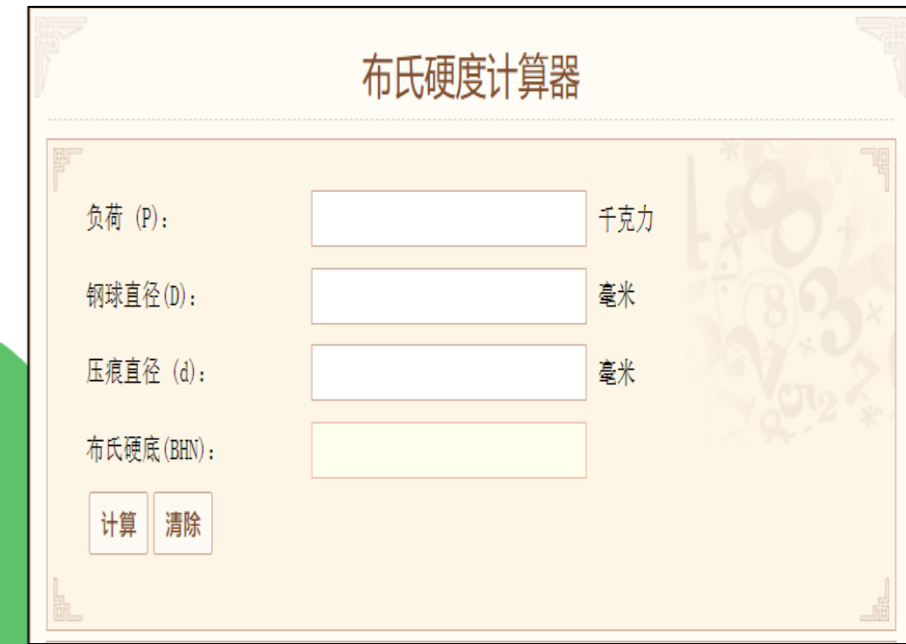 布氏硬度计算器
负荷 (P): 千克力
钢球直径(D): 毫米
压痕直径 (d): 毫米
布氏硬底(BHN):
计算 清除